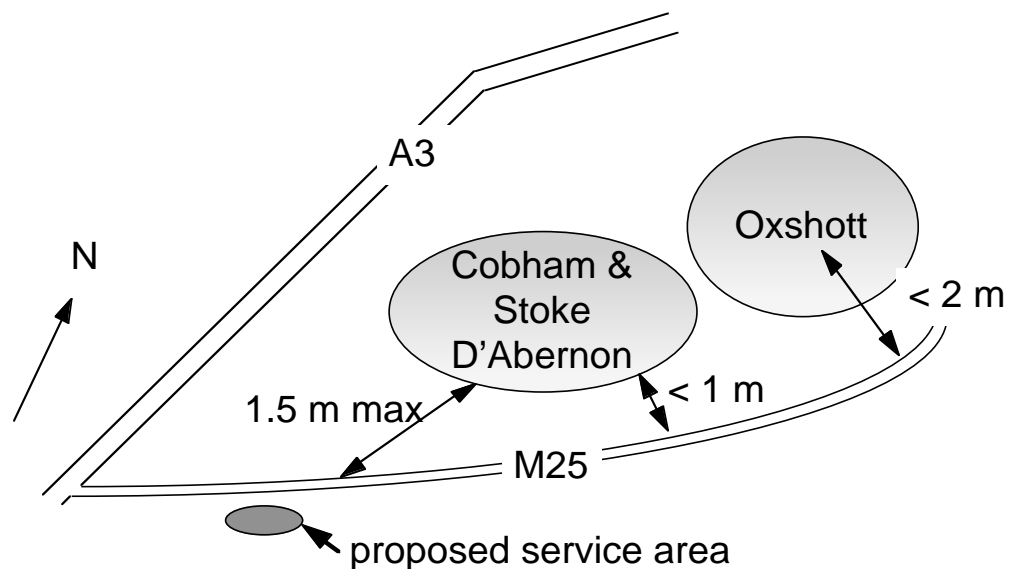 A3
N
Oxshott
Cobham &
Stoke
D’Abernon
< 2 m
1.5 m max
< 1 m
M25
proposed service area